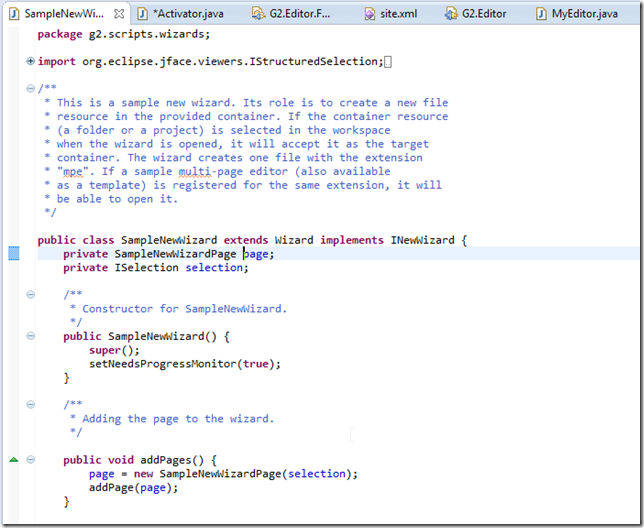 SampleNewWiz... *Activator.java G2.Editor.F... site.xml G2.Editor MyEditor.java
package g2.scripts.wizards;
import org.eclipse.jface.viewers.IStructuredSelection;
/**
* This is a sample new wizard. Its role is to create a new file
* resource in the provided container. If the container resource
* (a folder or a project) is selected in the workspace
* when the wizard is opened, it will accept it as the target
* container. The wizard creates one file with the extension
* "mpe". If a sample multi-page editor (also available
* as a template) is registered for the same extension, it will
* be able to open it.
*/
public class SampleNewWizard extends Wizard implements INewWizard {
private SampleNewWizardPage page;
private ISelection selection;
/**
* Constructor for SampleNewWizard.
*/
public SampleNewWizard() {
super();
setNeedsProgressMonitor(true);
}
/**
* Adding the page to the wizard.
*/
public void addPages() {
page = new SampleNewWizardPage(selection);
addPage(page);
}